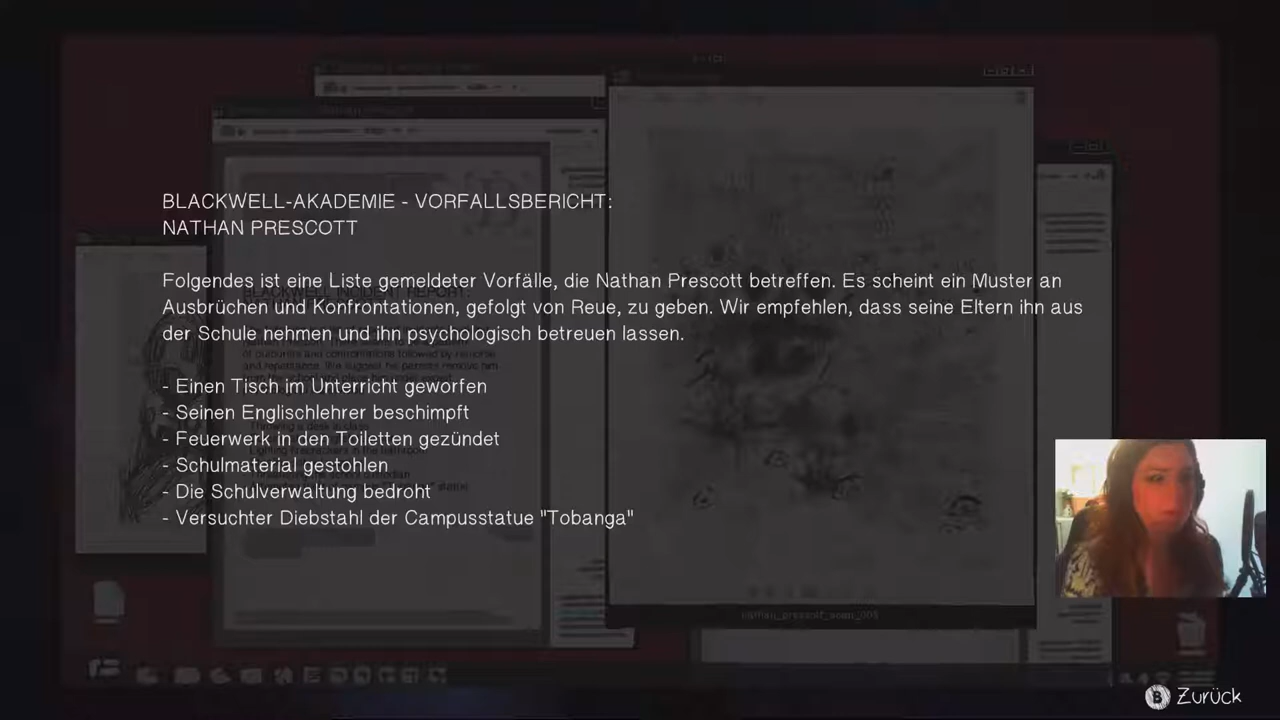 BLACKWELL-AKADEMIE - VORFALLSBERICHT:
NATHAN PRESCOTT
Folgendes ist eine Liste gemeldeter Vorfälle, die Nathan Prescott betreffen. Es scheint ein Muster an
Ausbrüchen und Konfrontationen, gefolgt von Reue, zu geben. Wir empfehlen, dass seine Eltern ihn aus
der Schule nehmen und ihn psychologisch betreuen lassen.
- Einen Tisch im Unterricht geworfen
- Seinen Englischlehrer beschimpft
- Feuerwerk in den Toiletten gezündet
- Schulmaterial gestohlen
- Die Schulverwaltung bedroht
- Versuchter Diebstahl der Campusstatue "Tobanga"
B Zurück